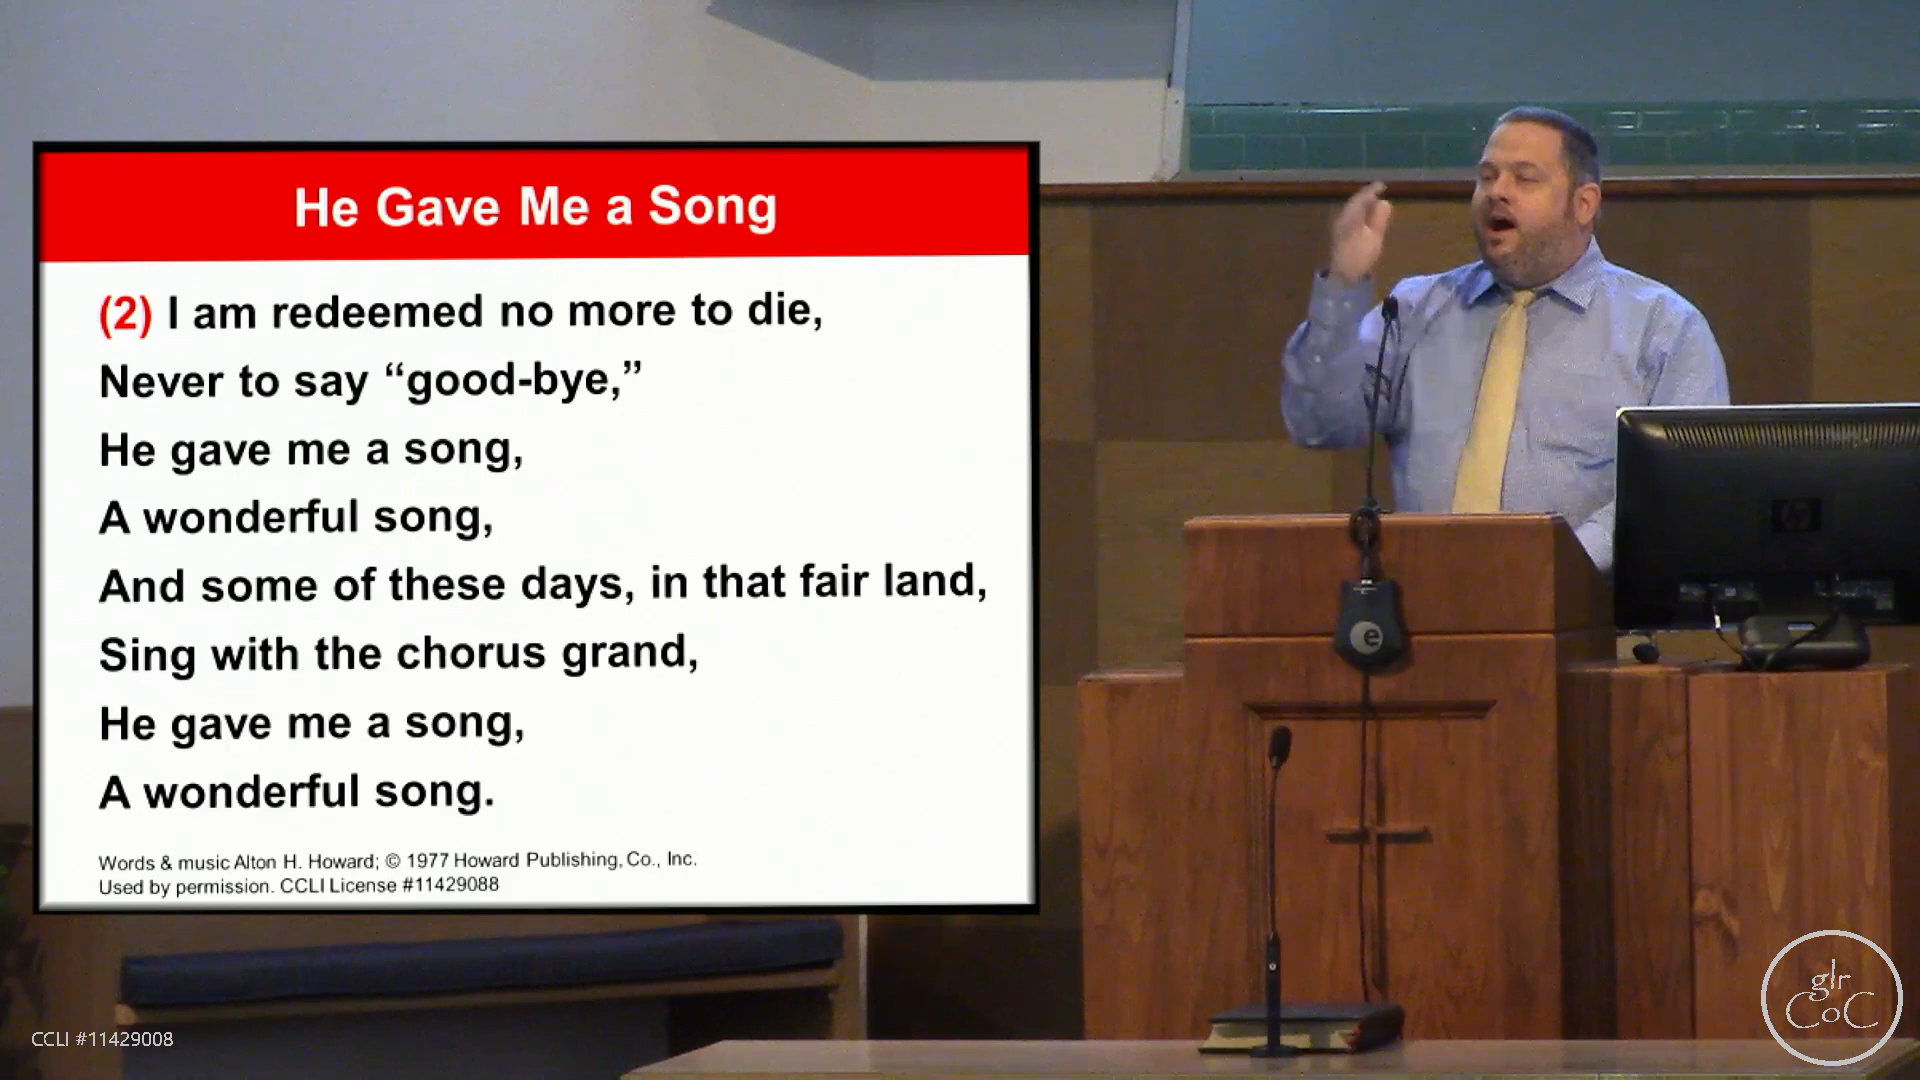 He Gave Me a Song
(2) I am redeemed no more to die,
Never to say “good-bye,”
He gave me a song,
A wonderful song,
And some of these days, in that fair land,
Sing with the chorus grand,
He gave me a song,
A wonderful song.
Words & music Alton H. Howard; © 1977 Howard Publishing, Co., Inc.
Used by permission. CCLI License #11429088
hp
e
CCLI #11429008
glr
CoC